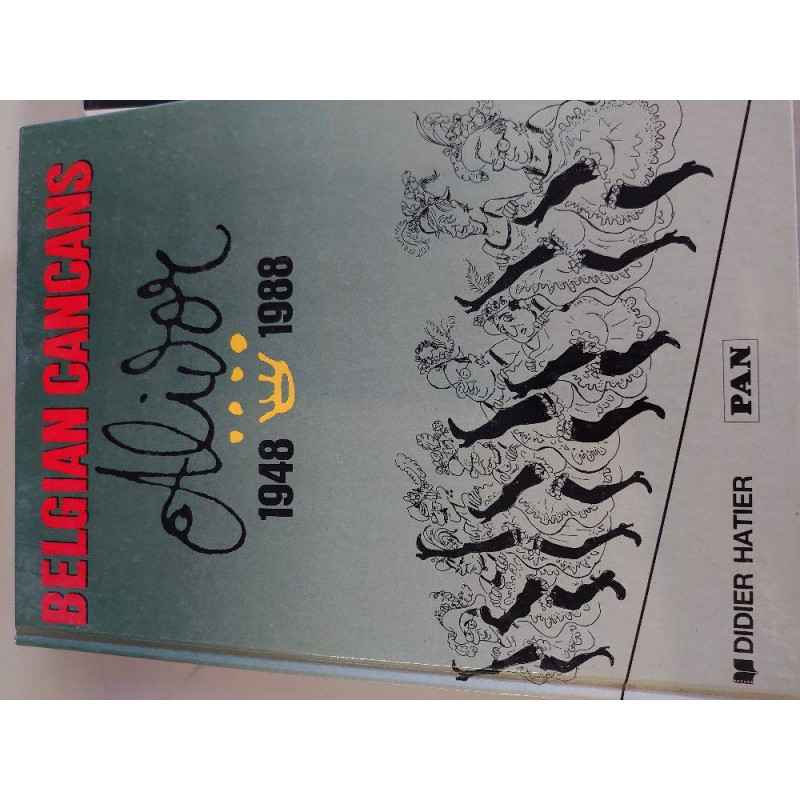 BELGIAN CANCANS
Alidor
1948 1988
PAN
DIDIER HATIER